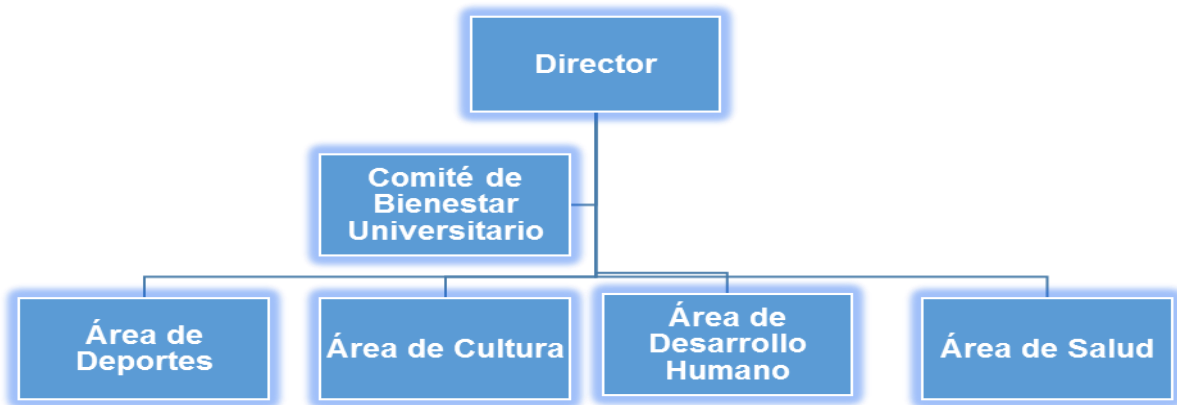 Director
Comité de
Bienestar
Universitario
Área de
Deportes
Área de Cultura
Área de
Desarrollo
Humano
Área de Salud